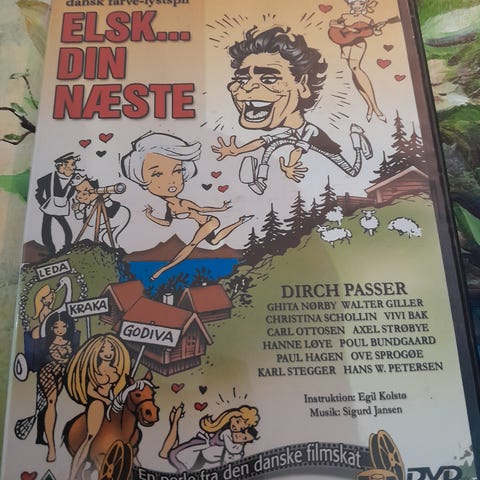 dansk farve-lystspil
ELSK...
DIN
NÆSTE
LEDA
KRAKA
GODIVA
DIRCH PASSER
GHITA NØRBY WALTER GILLER
CHRISTINA SCHOLLIN VIVI BAK
CARL OTTOSEN AXEL STRØBYE
HANNE LØYE POUL BUNDGAARD
PAUL HAGEN OVE SPROGØE
KARL STEGGER HANS W. PETERSEN
Instruktion: Egil Kolstø
Musik: Sigurd Jansen
En perle fra den danske filmskat
DVD